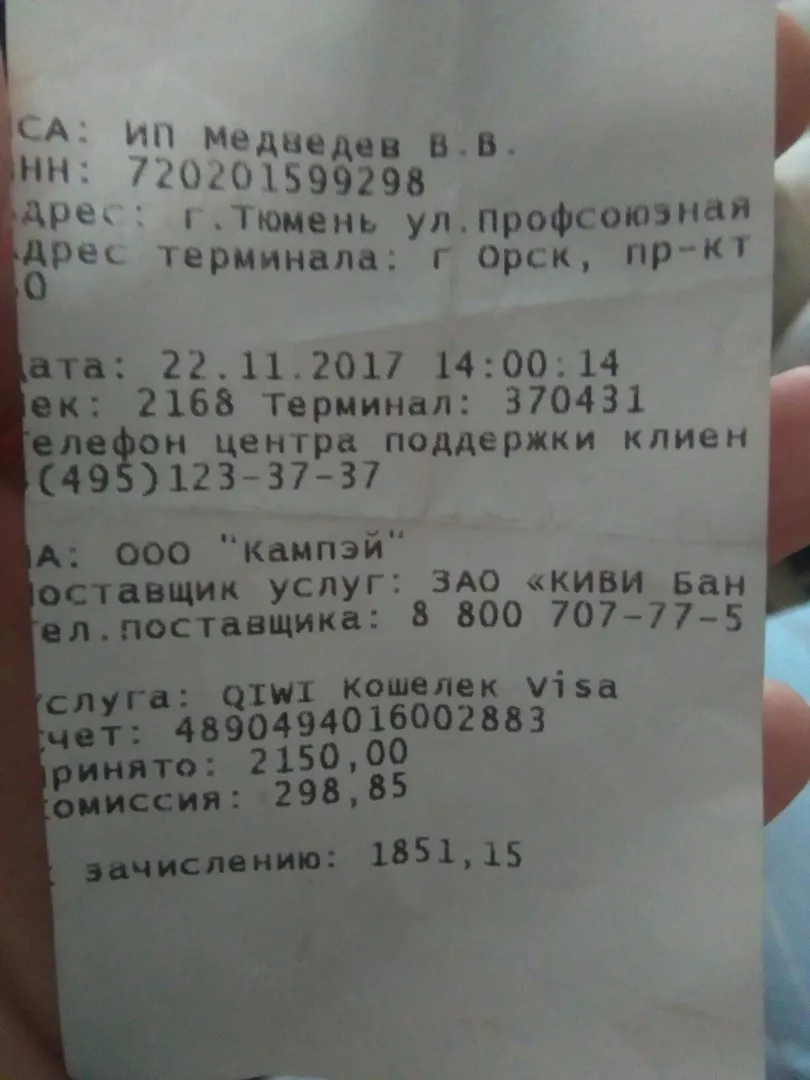 СА: ИП Медведев В.В.
НН: 720201599298
дрес: г.Тюмень ул.Профсоюзная
дрес терминала: г Орск, пр-кт
0
ата: 22.11.2017 14:00:14
ек: 2168 Терминал: 370431
елефон центра поддержки клиен
(495)123-37-37
А: ООО "Кампэй"
оставщик услуг: ЗАО «КИВИ Бан
ел.поставщика: 8 800 707-77-5
слуга: QIWI Кошелек Visa
чет: 4890494016002883
ринято: 2150,00
омиссия: 298,85
зачислению: 1851,15